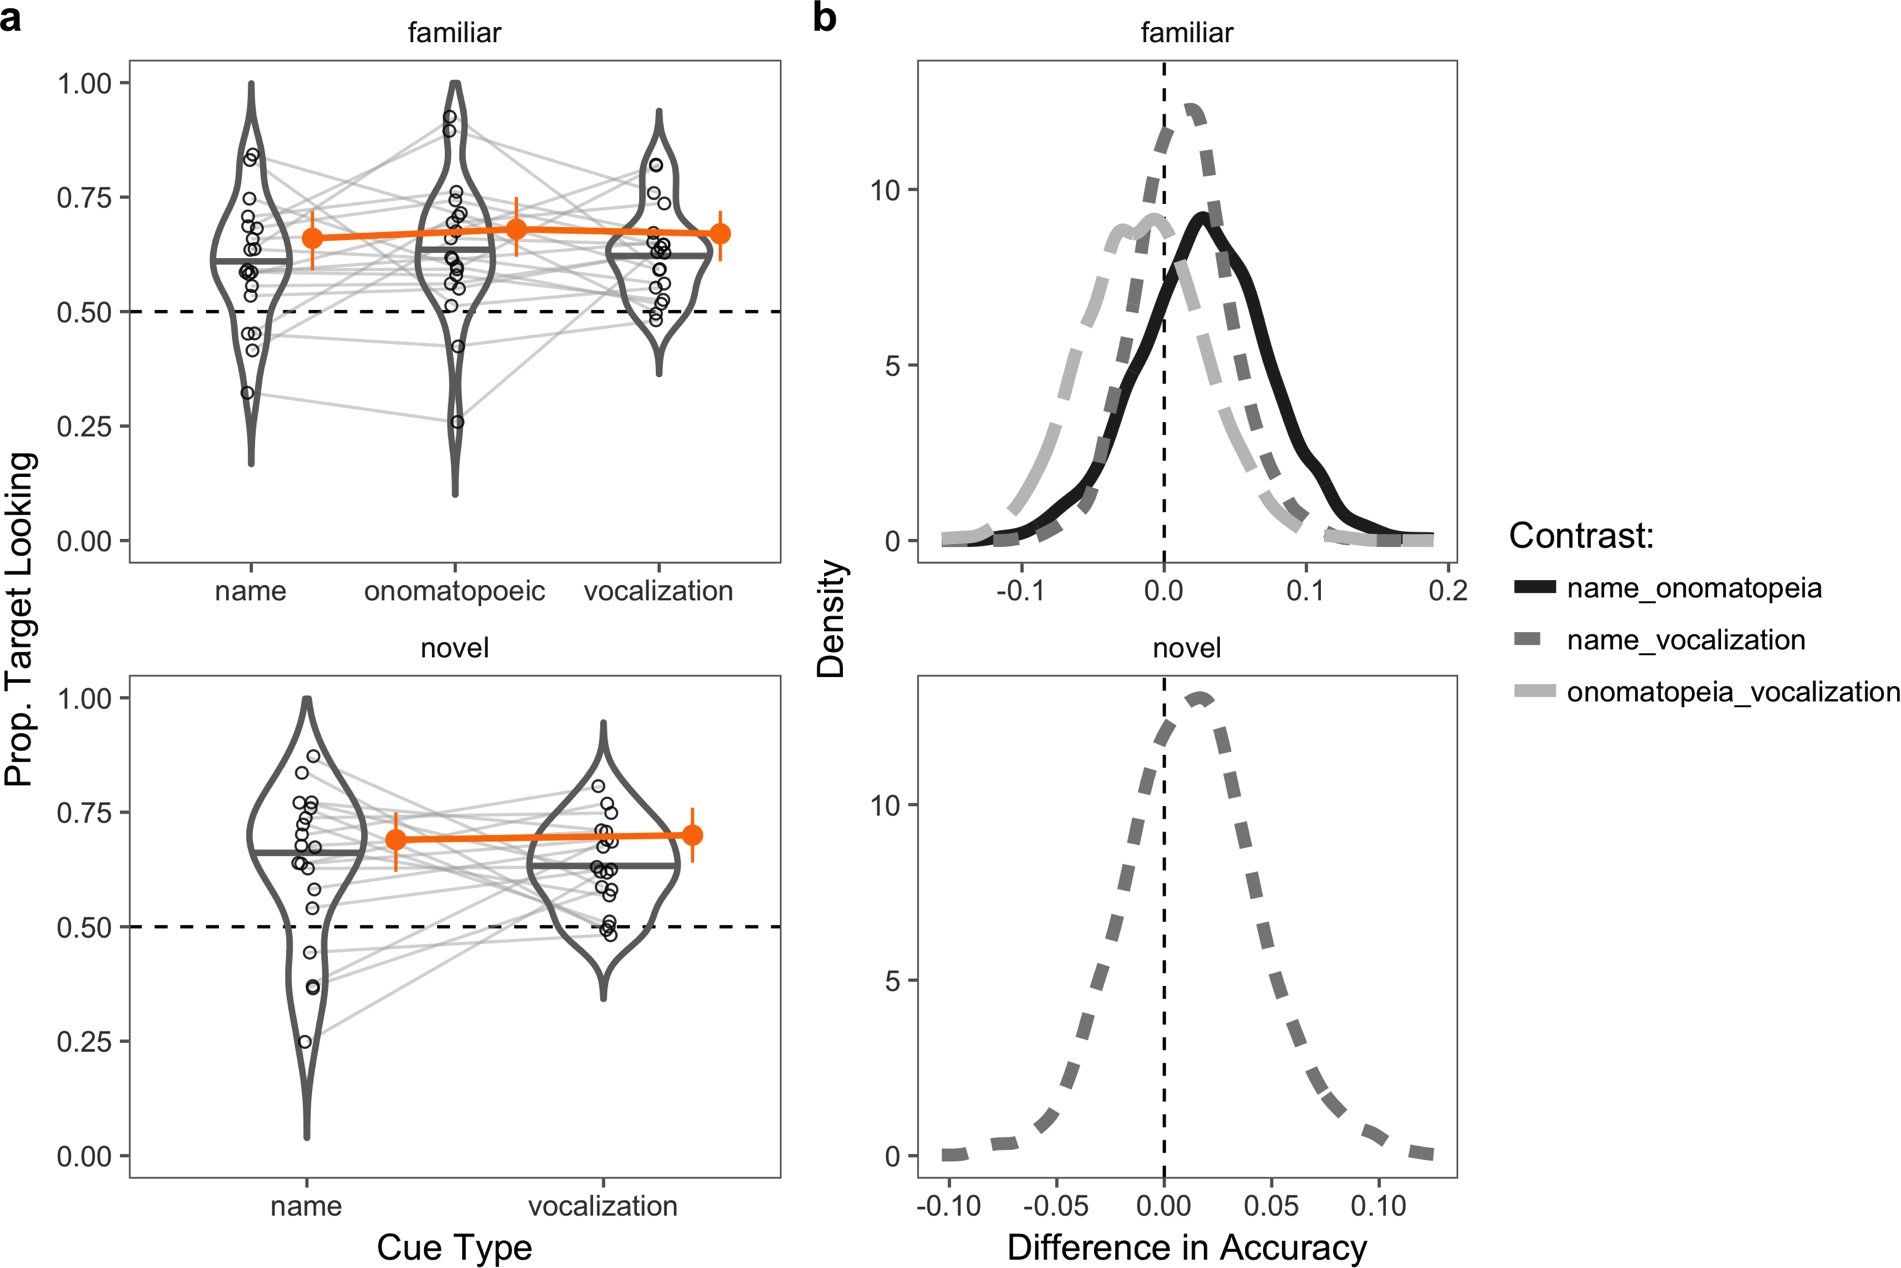 a
familiar
1.00
0.75
0.50
0.25
0.00
name onomatopoeic vocalization
novel
1.00
0.75
0.50
0.25
0.00
name vocalization
Prop. Target Looking
Cue Type
b
familiar
10
5
0
-0.1 0.0 0.1 0.2
novel
10
5
0
-0.10 -0.05 0.00 0.05 0.10
Density
Difference in Accuracy
Contrast:
name_onomatopeia
name_vocalization
onomatopeia_vocalization